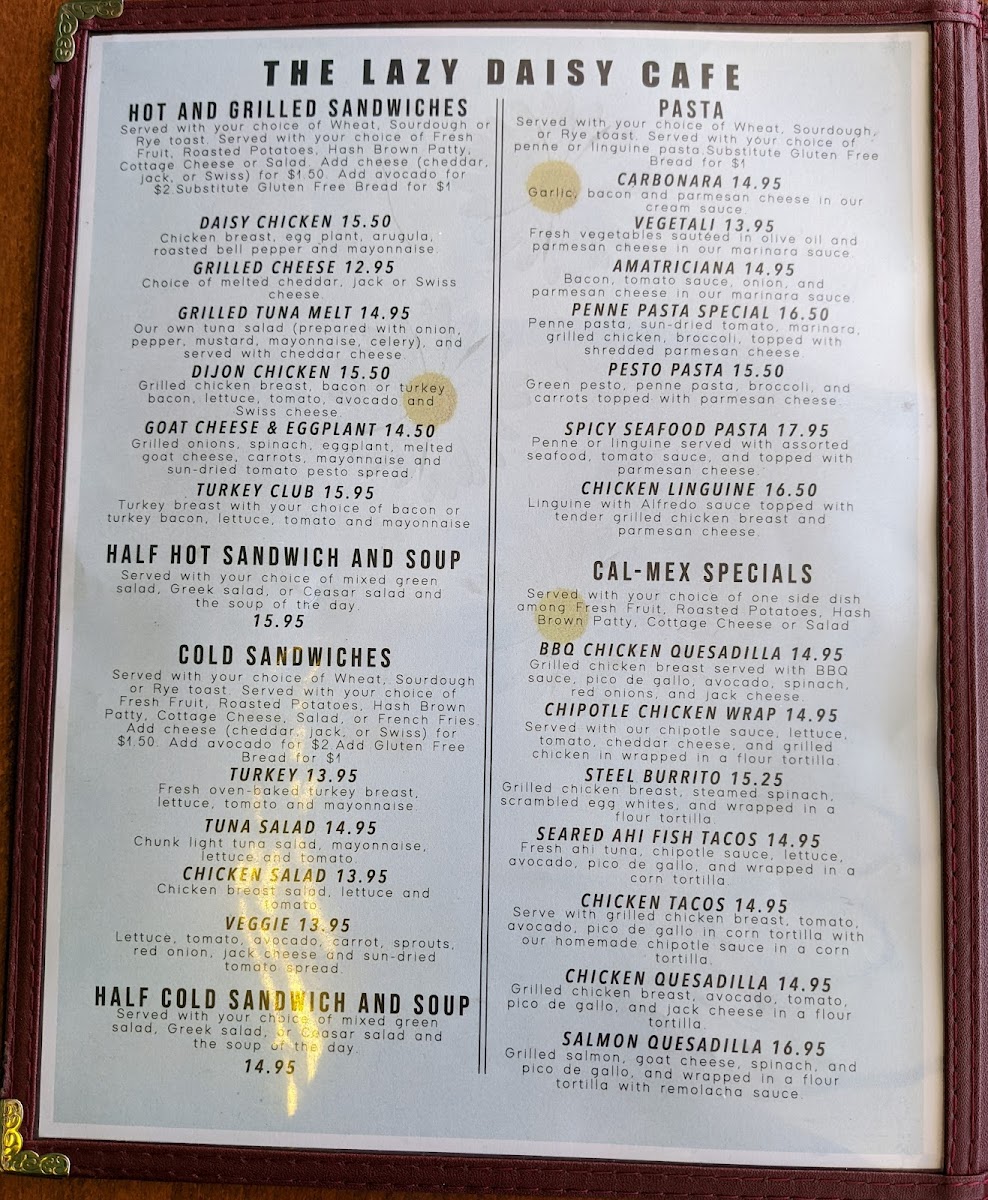 THE LAZY DAISY CAFE
HOT AND GRILLED SANDWICHES
Served with your choice of Wheat, Sourdough or
Rye toast. Served with your choice of Fresh
Fruit, Roasted Potatoes, Hash Brown Patty,
Cottage Cheese or Salad. Add cheese (cheddar,
jack, or Swiss) for $1.50. Add avocado for
$2.Substitute Gluten Free Bread for $1
DAISY CHICKEN 15.50
Chicken breast, egg plant, arugula,
roasted bell pepper and mayonnaise
GRILLED CHEESE 12.95
Choice of melted cheddar, jack or Swiss
cheese.
GRILLED TUNA MELT 14.95
Our own tuna salad (prepared with onion,
pepper, mustard, mayonnaise, celery), and
served with cheddar cheese.
DIJON CHICKEN 15.50
Grilled chicken breast, bacon or turkey
bacon, lettuce, tomato, avocado and
Swiss cheese.
GOAT CHEESE & EGGPLANT 14.50
Grilled onions, spinach, eggplant, melted
goat cheese, carrots, mayonnaise and
sun-dried tomato pesto spread.
TURKEY CLUB 15.95
Turkey breast with your choice of bacon or
turkey bacon, lettuce, tomato and mayonnaise
HALF HOT SANDWICH AND SOUP
Served with your choice of mixed green
salad, Greek salad, or Ceasar salad and
the soup of the day.
15.95
COLD SANDWICHES
Served with your choice of Wheat, Sourdough
or Rye toast. Served with your choice of
Fresh Fruit, Roasted Potatoes, Hash Brown
Patty, Cottage Cheese, Salad, or French Fries.
Add cheese (cheddar, jack, or Swiss) for
$1.50. Add avocado for $2.Add Gluten Free
Bread for $1
TURKEY 13.95
Fresh oven-baked turkey breast,
lettuce, tomato and mayonnaise.
TUNA SALAD 14.95
Chunk light tuna salad, mayonnaise,
lettuce and tomato.
CHICKEN SALAD 13.95
Chicken breast salad, lettuce and
tomato.
VEGGIE 13.95
Lettuce, tomato, avocado, carrot, sprouts,
red onion, jack cheese and sun-dried
tomato spread.
HALF COLD SANDWICH AND SOUP
Served with your choice of mixed green
salad, Greek salad, or Ceasar salad and
the soup of the day.
14.95
PASTA
Served with your choice of Wheat, Sourdough,
or Rye toast. Served with your choice of
penne or linguine pasta.Substitute Gluten Free
Bread for $1
CARBONARA 14.95
Garlic, bacon and parmesan cheese in our
cream sauce.
VEGETALI 13.95
Fresh vegetables sautéed in olive oil and
parmesan cheese in our marinara sauce.
AMATRICIANA 14.95
Bacon, tomato sauce, onion, and
parmesan cheese in our marinara sauce.
PENNE PASTA SPECIAL 16.50
Penne pasta, sun-dried tomato, marinara,
grilled chicken, broccoli, topped with
shredded parmesan cheese.
PESTO PASTA 15.50
Green pesto, penne pasta, broccoli, and
carrots topped with parmesan cheese
SPICY SEAFOOD PASTA 17.95
Penne or linguine served with assorted
seafood, tomato sauce, and topped with
parmesan cheese.
CHICKEN LINGUINE 16.50
Linguine with Alfredo sauce topped with
tender grilled chicken breast and
parmesan cheese.
CAL-MEX SPECIALS
Served with your choice of one side dish
among Fresh Fruit, Roasted Potatoes, Hash
Brown Patty, Cottage Cheese or Salad
BBQ CHICKEN QUESADILLA 14.95
Grilled chicken breast served with BBQ
sauce, pico de gallo, avocado, spinach,
red onions, and jack cheese.
CHIPOTLE CHICKEN WRAP 14.95
Served with our chipotle sauce, lettuce,
tomato, cheddar cheese, and grilled
chicken in wrapped in a flour tortilla.
STEEL BURRITO 15.25
Grilled chicken breast, steamed spinach,
scrambled egg whites, and wrapped in a
flour tortilla.
SEARED AHI FISH TACOS 14.95
Fresh ahi tuna, chipotle sauce, lettuce,
avocado, pico de gallo, and wrapped in a
corn tortilla.
CHICKEN TACOS 14.95
Serve with grilled chicken breast, tomato,
avocado, pico de gallo in corn tortilla with
our homemade chipotle sauce in a corn
tortilla.
CHICKEN QUESADILLA 14.95
Grilled chicken breast, avocado, tomato,
pico de gallo, and jack cheese in a flour
tortilla.
SALMON QUESADILLA 16.95
Grilled salmon, goat cheese, spinach, and
pico de gallo, and wrapped in a flour
tortilla with remolacha sauce.